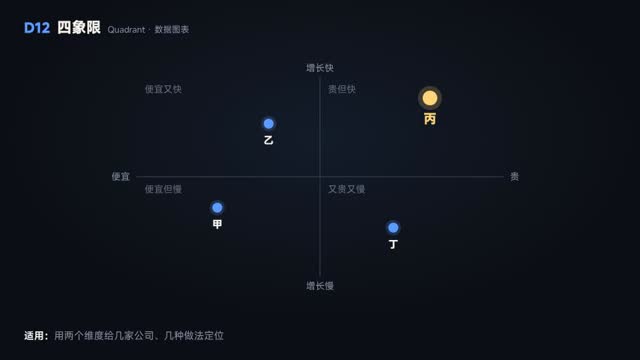 D12 四象限 Quadrant · 数据图表
增长快
便宜又快
贵但快
丙
乙
便宜
贵
便宜但慢
又贵又慢
甲
丁
增长慢
适用：用两个维度给几家公司、几种做法定位